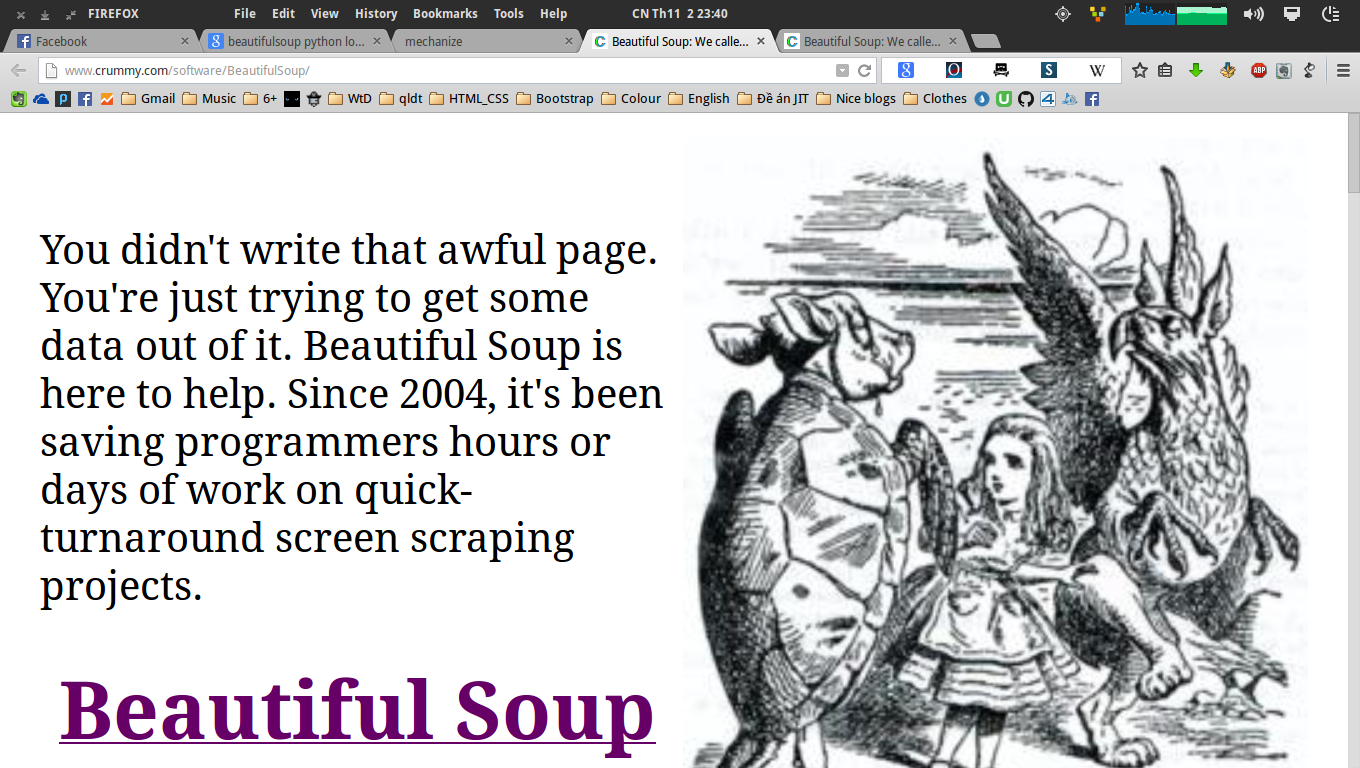 FIREFOX File Edit View History Bookmarks Tools Help CN Th11 2 23:40
Facebook beautifulsoup python lo... mechanize Beautiful Soup: We calle... Beautiful Soup: We calle...
www.crummy.com/software/BeautifulSoup/
Gmail Music 6+ WtD qldt HTML_CSS Bootstrap Colour English Đề án JIT Nice blogs Clothes
You didn't write that awful page.
You're just trying to get some
data out of it. Beautiful Soup is
here to help. Since 2004, it's been
saving programmers hours or
days of work on quick-
turnaround screen scraping
projects.
Beautiful Soup